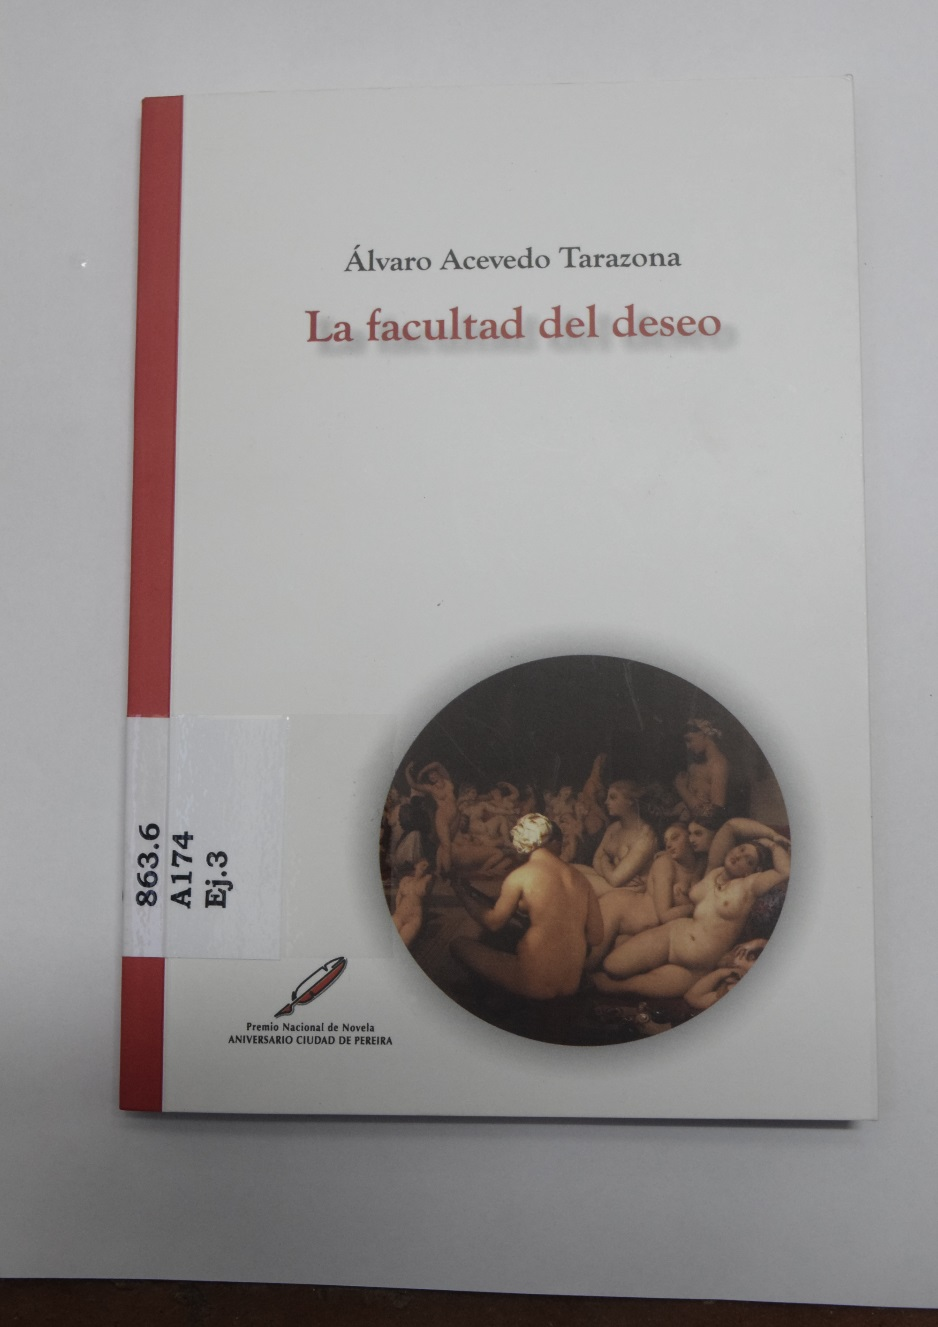 Álvaro Acevedo Tarazona
La facultad del deseo
863.6
A174
Ej.3
Premio Nacional de Novela
ANIVERSARIO CIUDAD DE PEREIRA